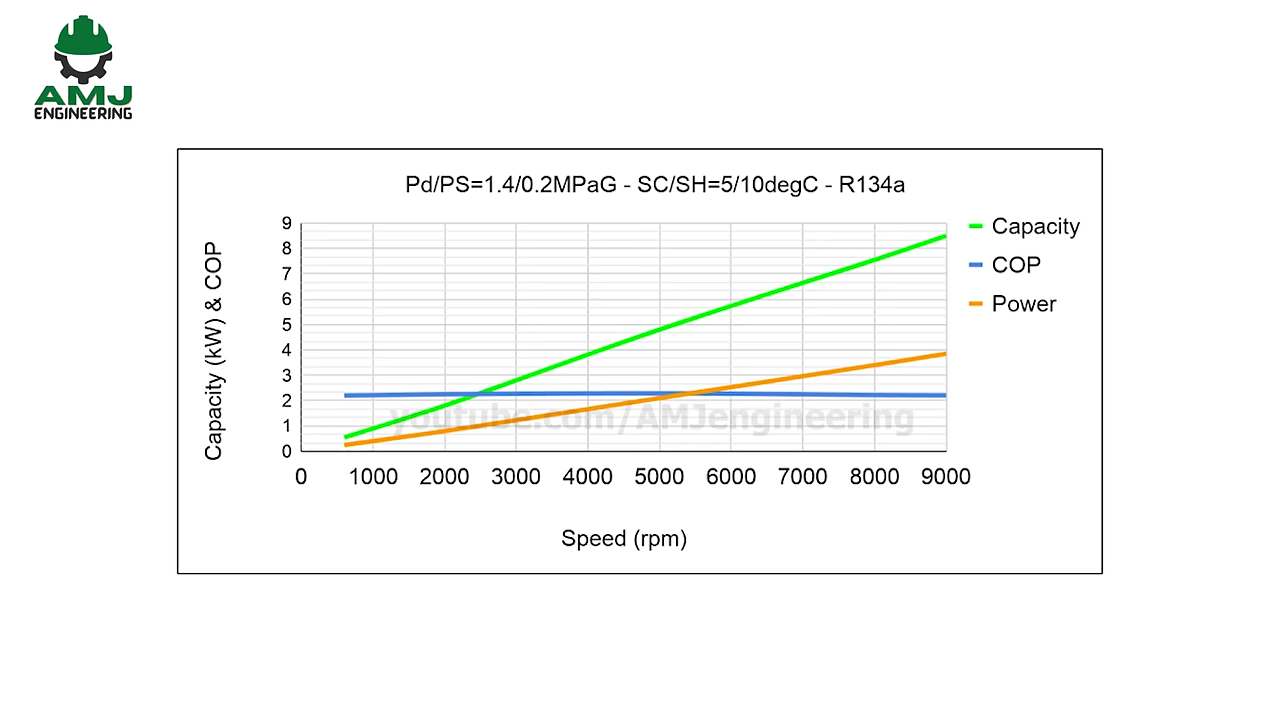 AMJ
ENGINEERING
Pd/PS=1.4/0.2MPaG - SC/SH=5/10degC - R134a
Capacity (kW) & COP
9
8
7
6
5
4
3
2
1
0
0 1000 2000 3000 4000 5000 6000 7000 8000 9000
Speed (rpm)
Capacity
COP
Power
youtube.com/AMJengineering